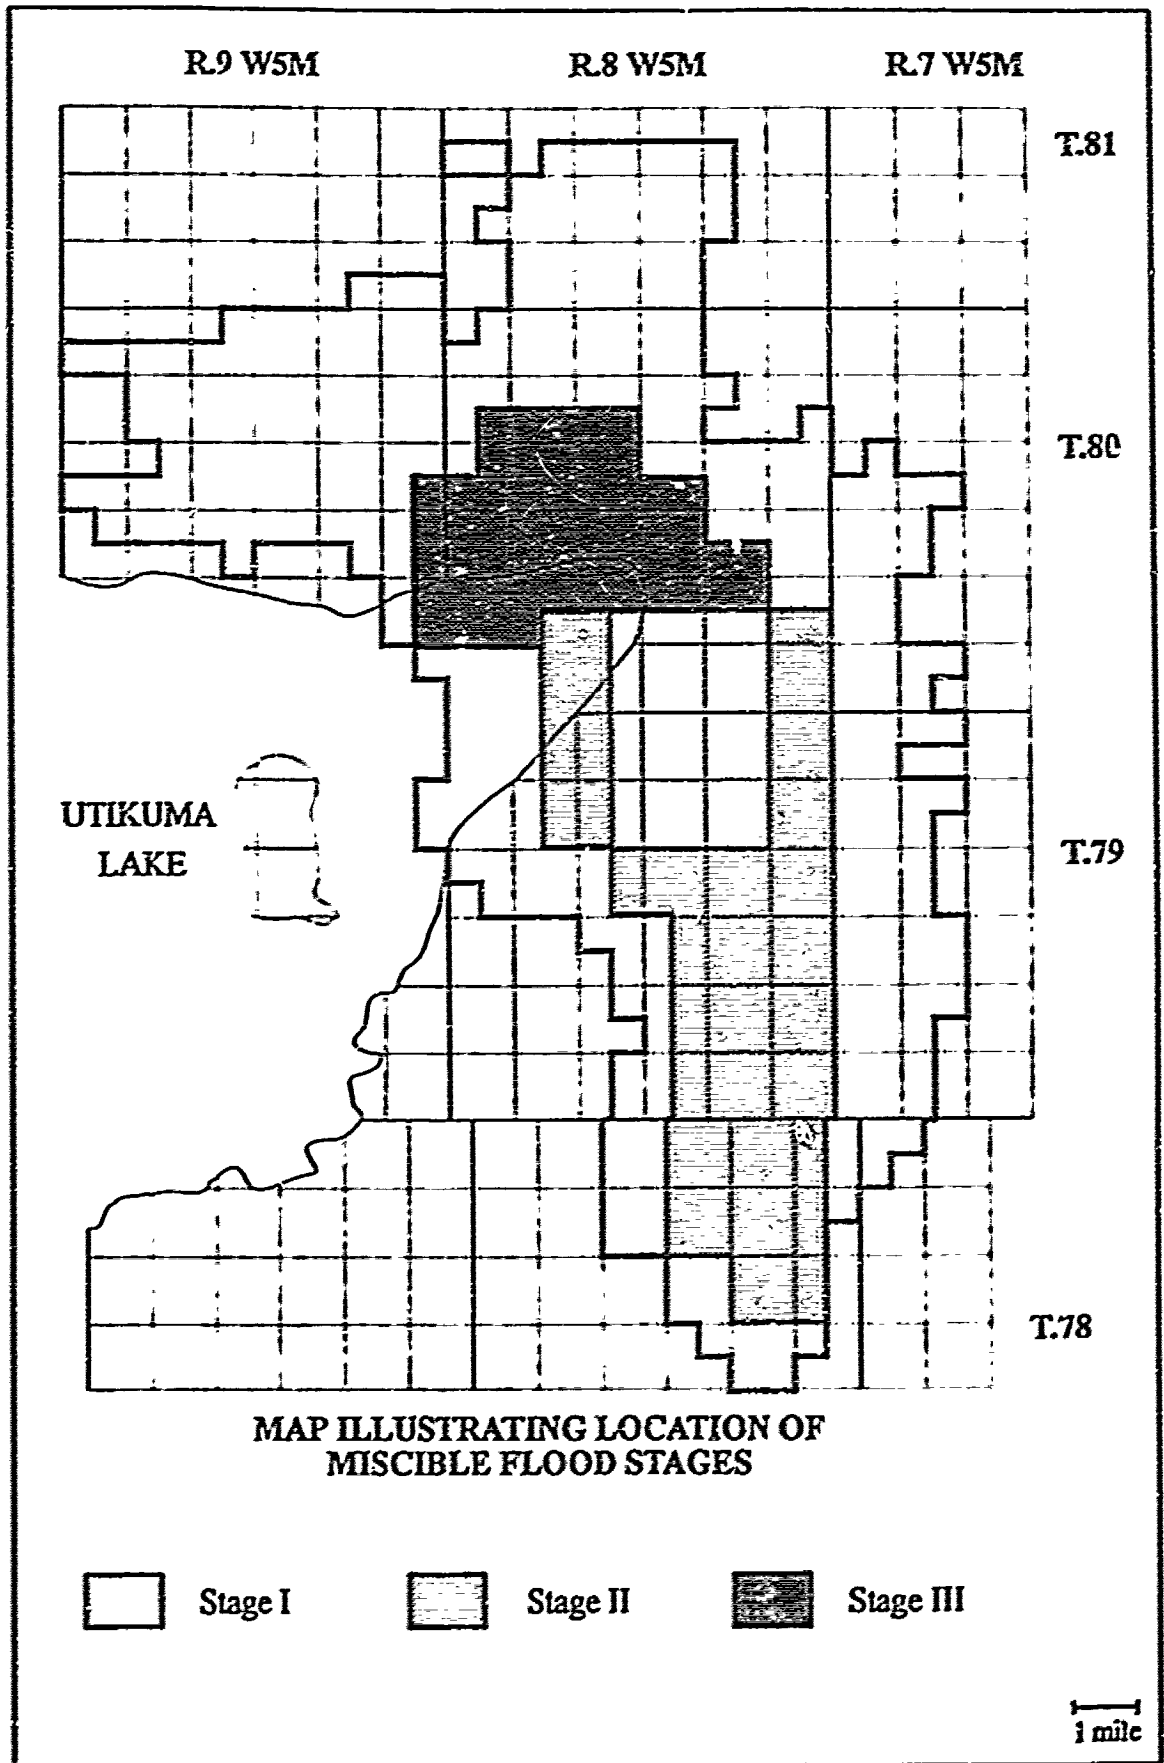 R.9 W5M R.8 W5M R.7 W5M
T.81
T.80
UTIKUMA
LAKE
T.79
T.78
MAP ILLUSTRATING LOCATION OF
MISCIBLE FLOOD STAGES
Stage I Stage II Stage III
1 mile